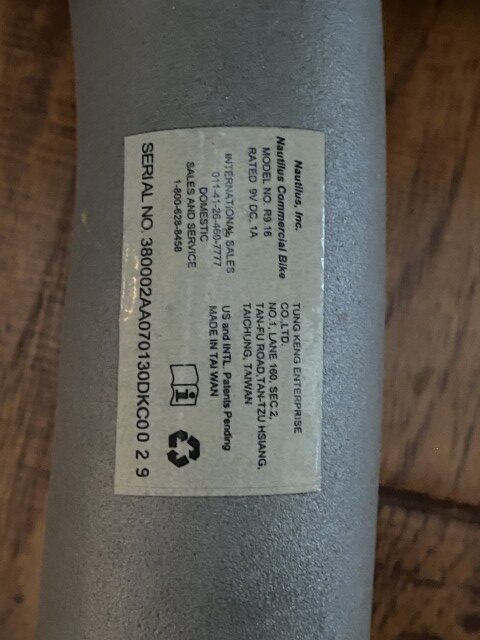 Nautilus, Inc.
Nautilus Commercial Bike
MODEL NO. R9.16
RATED 9V DC, 1A
INTERNATIONAL SALES
011-41-26-460-7777
DOMESTIC
SALES AND SERVICE
1-800-628-8458
TUNG KENG ENTERPRISE
CO.,LTD.
NO.1, LANE 160, SEC 2,
TAN-FU ROAD,TAN-TZU HSIANG,
TAICHUNG, TAIWAN
US and INTL Patents Pending
MADE IN TAIWAN
SERIAL NO. 380002AA070130DKC00 2 9